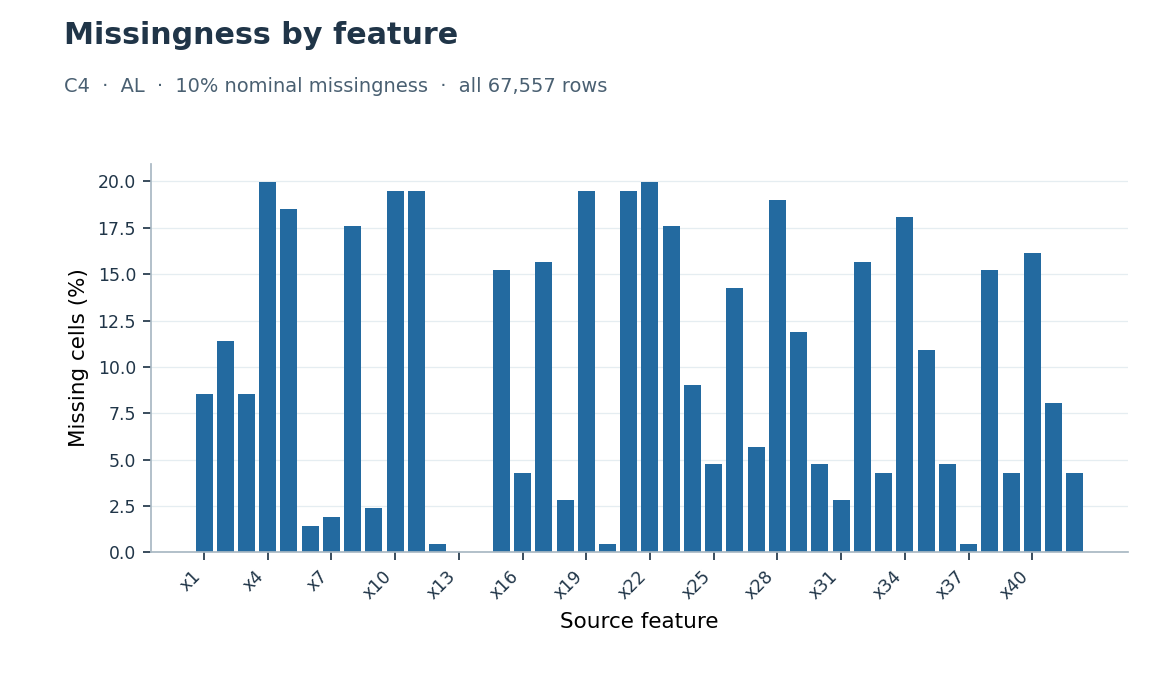 Missingness by feature
C4 · AL · 10% nominal missingness · all 67,557 rows
20.0
17.5
15.0
12.5
10.0
7.5
5.0
2.5
0.0
Missing cells (%)
x1 x4 x7 x10 x13 x16 x19 x22 x25 x28 x31 x34 x37 x40
Source feature